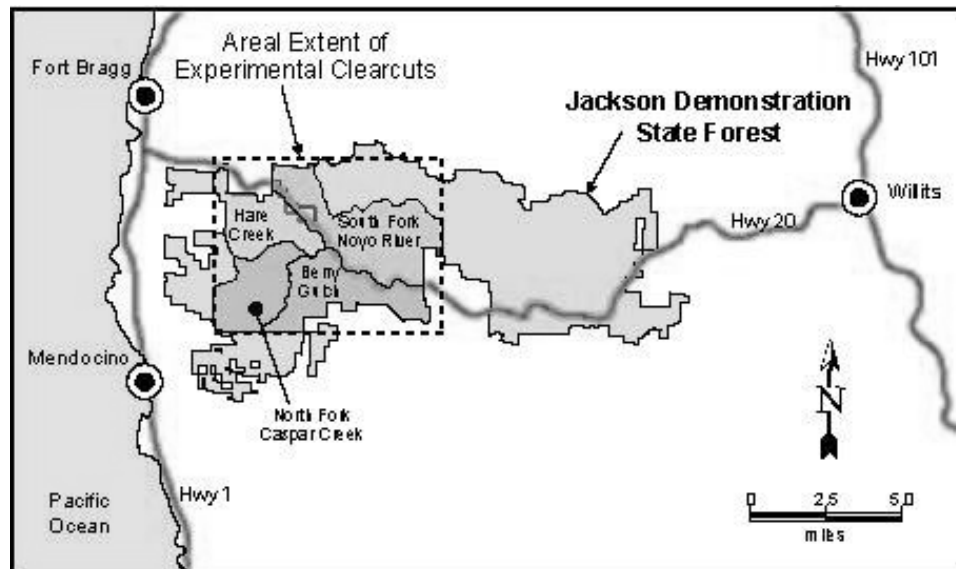 Areal Extent of
Experimental Clearcuts
Hwy 101
Fort Bragg
Jackson Demonstration
State Forest
Willits
Hare
Creek
South Fork
Noyo River
Hwy 20
Berry
Gulch
Mendocino
North Fork
Caspar Creek
N
Hwy 1
Pacific
Ocean
0 2.5 5.0
miles